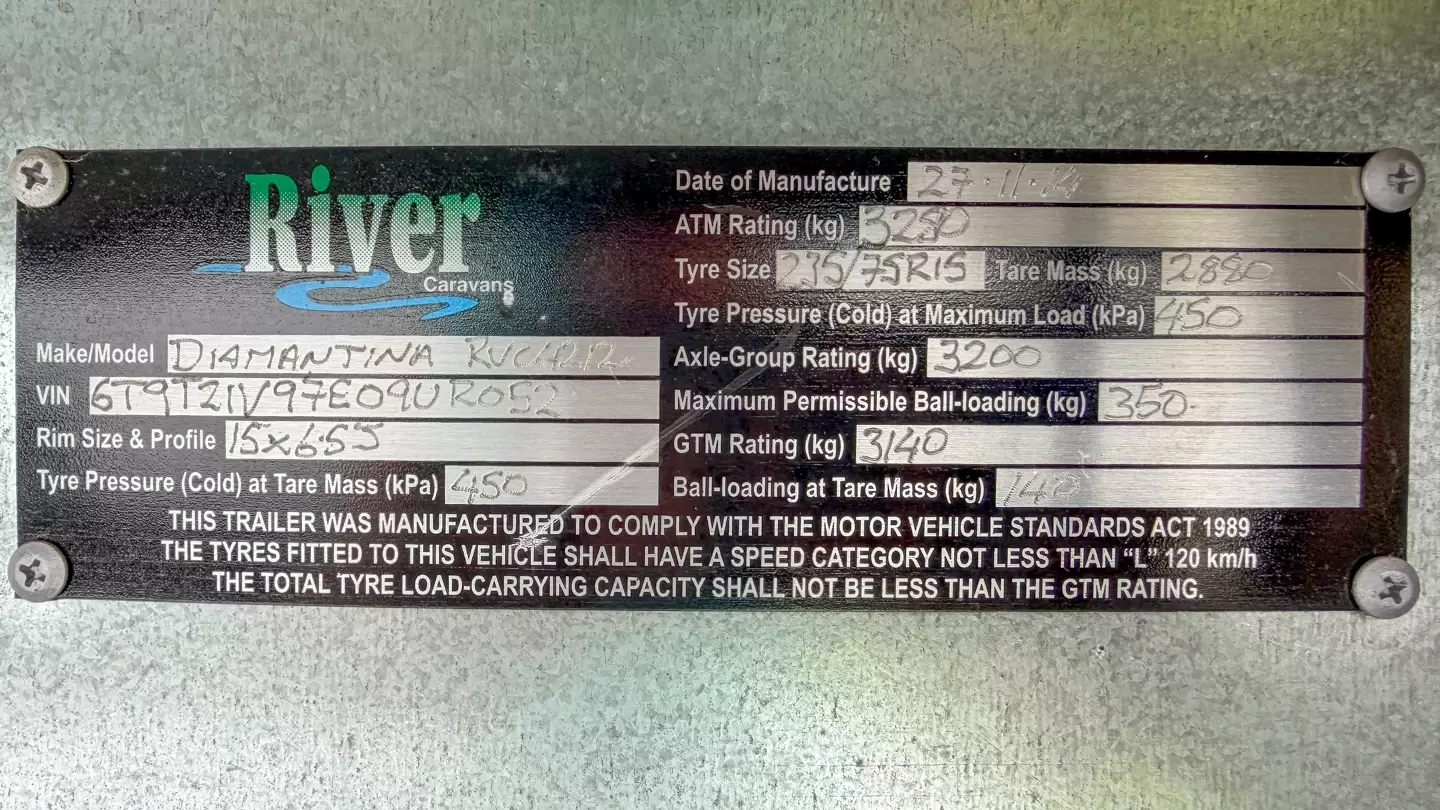 River
Caravans
Make/Model DIAMANTINA
VIN 6T9T21V97E09UR052
Rim Size & Profile 15x6.5J
Tyre Pressure (Cold) at Tare Mass (kPa) 450
Date of Manufacture 27.11.14
ATM Rating (kg) 3280
Tyre Size 235/75R15 Tare Mass (kg) 2880
Tyre Pressure (Cold) at Maximum Load (kPa) 450
Axle-Group Rating (kg) 3200
Maximum Permissible Ball-loading (kg) 350.
GTM Rating (kg) 3140
Ball-loading at Tare Mass (kg) 140
THIS TRAILER WAS MANUFACTURED TO COMPLY WITH THE MOTOR VEHICLE STANDARDS ACT 1989
THE TYRES FITTED TO THIS VEHICLE SHALL HAVE A SPEED CATEGORY NOT LESS THAN “L” 120 km/h
THE TOTAL TYRE LOAD-CARRYING CAPACITY SHALL NOT BE LESS THAN THE GTM RATING.